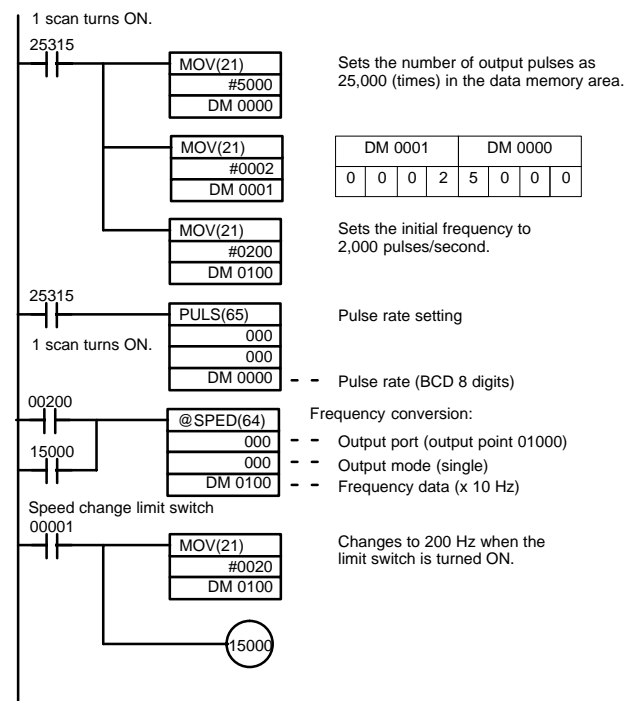 1 scan turns ON.
25315
MOV(21)
#5000
DM 0000
Sets the number of output pulses as
25,000 (times) in the data memory area.
MOV(21)
#0002
DM 0001
DM 0001 DM 0000
0 0 0 2 5 0 0 0
MOV(21)
#0200
DM 0100
Sets the initial frequency to
2,000 pulses/second.
25315
1 scan turns ON.
PULS(65)
000
000
DM 0000
Pulse rate setting
Pulse rate (BCD 8 digits)
00200
15000
@SPED(64)
000
000
DM 0100
Frequency conversion:
Output port (output point 01000)
Output mode (single)
Frequency data (x 10 Hz)
Speed change limit switch
00001
MOV(21)
#0020
DM 0100
Changes to 200 Hz when the
limit switch is turned ON.
15000